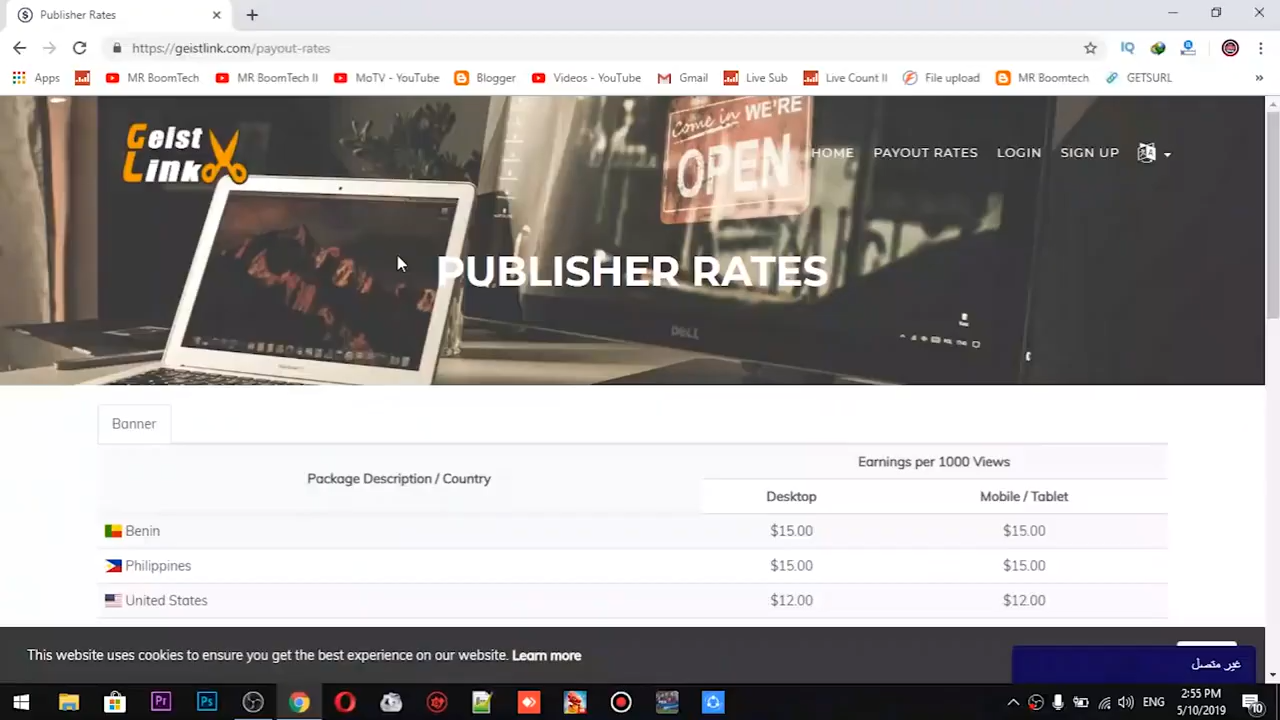 Publisher Rates
https://geistlink.com/payout-rates
Apps
MR BoomTech
MR BoomTech II
MoTV - YouTube
Blogger
Videos - YouTube
Gmail
Live Sub
Live Count II
File upload
MR Boomtech
GETSURL
Geist
Link
Come in WE'RE
OPEN
HOME
PAYOUT RATES
LOGIN
SIGN UP
PUBLISHER RATES
DELL
Banner
Package Description / Country
Earnings per 1000 Views
Desktop
Mobile / Tablet
Benin $15.00 $15.00
Philippines $15.00 $15.00
United States $12.00 $12.00
This website uses cookies to ensure you get the best experience on our website. Learn more
غير متصل
ENG
2:55 PM
5/10/2019